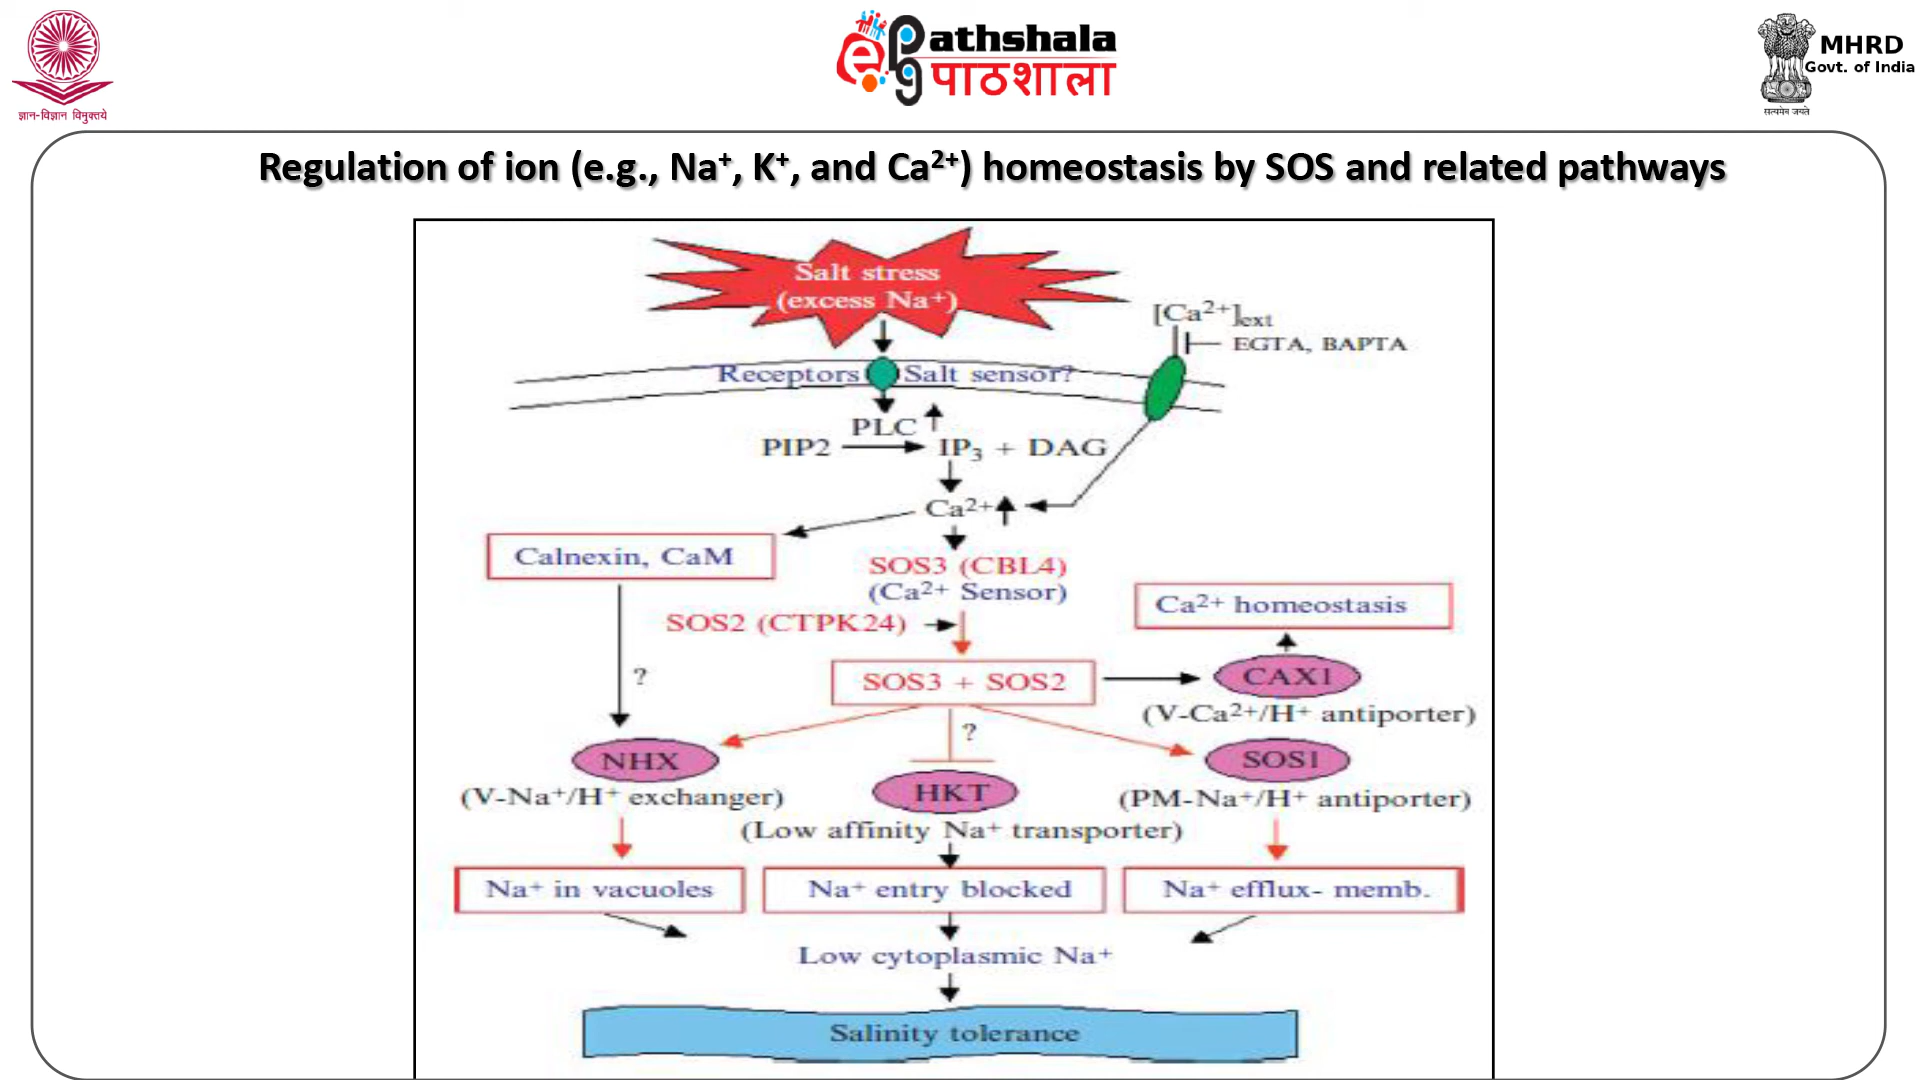 ज्ञान-विज्ञान विमुक्तये
e PG Pathshala
पाठशाला
MHRD
Govt. of India
सत्यमेव जयते
Regulation of ion (e.g., Na⁺, K⁺, and Ca²⁺) homeostasis by SOS and related pathways
Salt stress
(excess Na⁺)
[Ca²⁺]ext
EGTA, BAPTA
Receptors Salt sensor?
PLC
PIP2 IP₃ + DAG
Ca²⁺
Calnexin, CaM
SOS3 (CBL4)
(Ca²⁺ Sensor)
Ca²⁺ homeostasis
SOS2 (CTPK24)
?
SOS3 + SOS2
CAX1
(V-Ca²⁺/H⁺ antiporter)
?
NHX
SOS1
HKT
(V-Na⁺/H⁺ exchanger)
(PM-Na⁺/H⁺ antiporter)
(Low affinity Na⁺ transporter)
Na⁺ in vacuoles
Na⁺ entry blocked
Na⁺ efflux- memb.
Low cytoplasmic Na⁺
Salinity tolerance